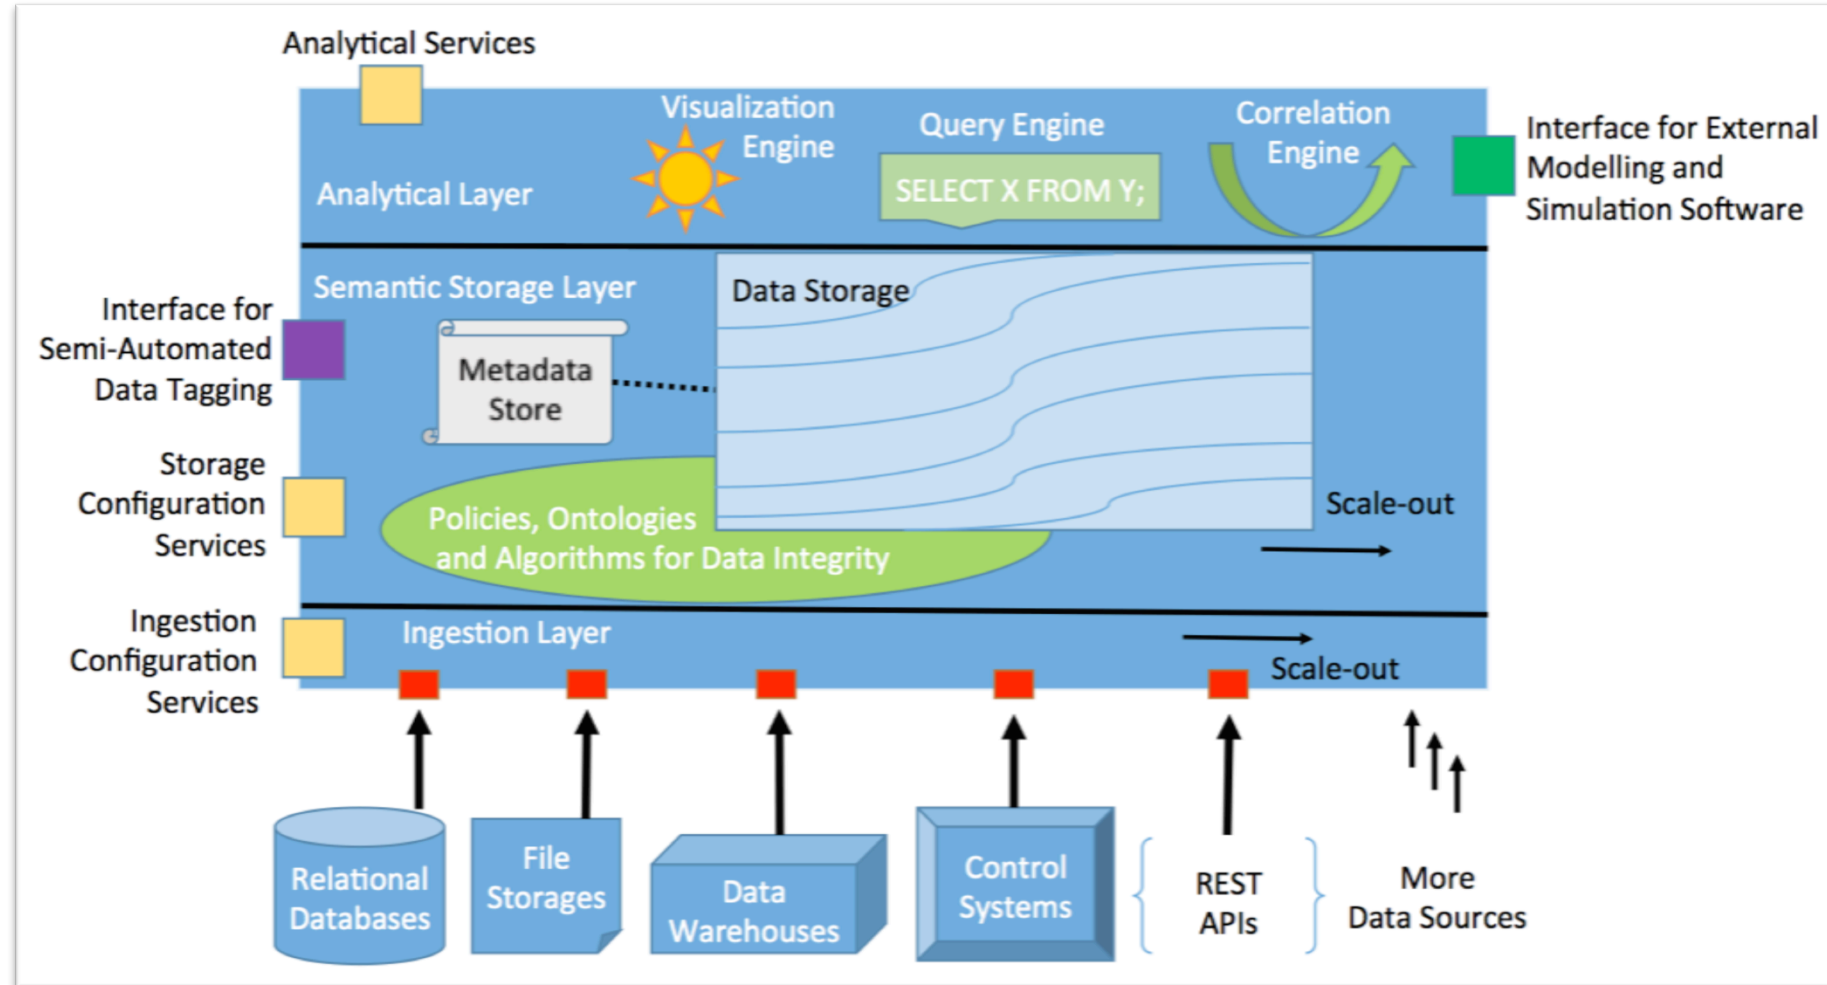 Analytical Services
Visualization
Engine
Query Engine
SELECT X FROM Y;
Correlation
Engine
Interface for External
Modelling and
Simulation Software
Analytical Layer
Semantic Storage Layer
Data Storage
Interface for
Semi-Automated
Data Tagging
Metadata
Store
Storage
Configuration
Services
Policies, Ontologies
and Algorithms for Data Integrity
Scale-out
Ingestion
Configuration
Services
Ingestion Layer
Scale-out
Relational
Databases
File
Storages
Data
Warehouses
Control
Systems
REST
APIs
More
Data Sources